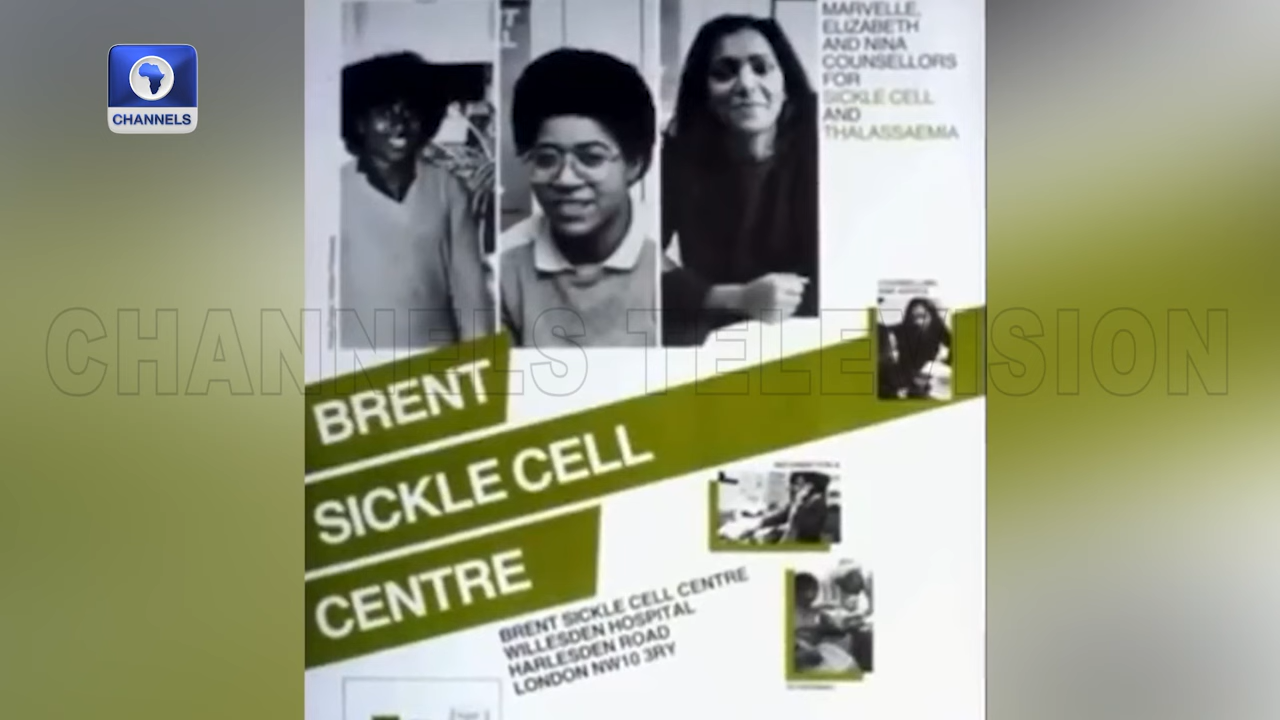 CHANNELS
MARVELLE,
ELIZABETH
AND NINA
COUNSELLORS
FOR
SICKLE CELL
AND
THALASSAEMIA
CHANNELS TELEVISION
BRENT
SICKLE CELL
CENTRE
BRENT SICKLE CELL CENTRE
WILLESDEN HOSPITAL
HARLESDEN ROAD
LONDON NW10 3RY